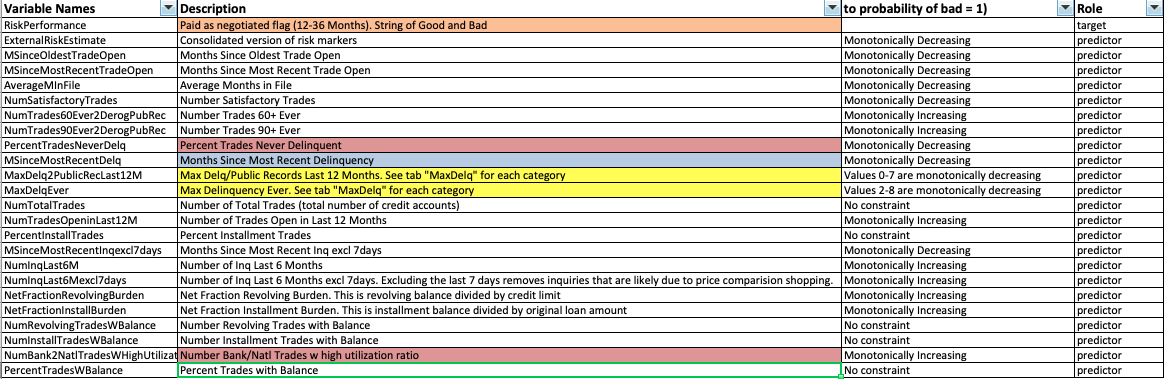 Variable Names Description to probability of bad = 1) Role
RiskPerformance Paid as negotiated flag (12-36 Months). String of Good and Bad target
ExternalRiskEstimate Consolidated version of risk markers Monotonically Decreasing predictor
MSinceOldestTradeOpen Months Since Oldest Trade Open Monotonically Decreasing predictor
MSinceMostRecentTradeOpen Months Since Most Recent Trade Open Monotonically Decreasing predictor
AverageMInFile Average Months in File Monotonically Decreasing predictor
NumSatisfactoryTrades Number Satisfactory Trades Monotonically Decreasing predictor
NumTrades60Ever2DerogPubRec Number Trades 60+ Ever Monotonically Increasing predictor
NumTrades90Ever2DerogPubRec Number Trades 90+ Ever Monotonically Increasing predictor
PercentTradesNeverDelq Percent Trades Never Delinquent Monotonically Decreasing predictor
MSinceMostRecentDelq Months Since Most Recent Delinquency Monotonically Decreasing predictor
MaxDelq2PublicRecLast12M Max Delq/Public Records Last 12 Months. See tab "MaxDelq" for each category Values 0-7 are monotonically decreasing predictor
MaxDelqEver Max Delinquency Ever. See tab "MaxDelq" for each category Values 2-8 are monotonically decreasing predictor
NumTotalTrades Number of Total Trades (total number of credit accounts) No constraint predictor
NumTradesOpeninLast12M Number of Trades Open in Last 12 Months Monotonically Increasing predictor
PercentInstallTrades Percent Installment Trades No constraint predictor
MSinceMostRecentInqexcl7days Months Since Most Recent Inq excl 7days Monotonically Decreasing predictor
NumInqLast6M Number of Inq Last 6 Months Monotonically Increasing predictor
NumInqLast6Mexcl7days Number of Inq Last 6 Months excl 7days. Excluding the last 7 days removes inquiries that are likely due to price comparision shopping. Monotonically Increasing predictor
NetFractionRevolvingBurden Net Fraction Revolving Burden. This is revolving balance divided by credit limit Monotonically Increasing predictor
NetFractionInstallBurden Net Fraction Installment Burden. This is installment balance divided by original loan amount Monotonically Increasing predictor
NumRevolvingTradesWBalance Number Revolving Trades with Balance No constraint predictor
NumInstallTradesWBalance Number Installment Trades with Balance No constraint predictor
NumBank2NatlTradesWHighUtilizat Number Bank/Natl Trades w high utilization ratio Monotonically Increasing predictor
PercentTradesWBalance Percent Trades with Balance No constraint predictor